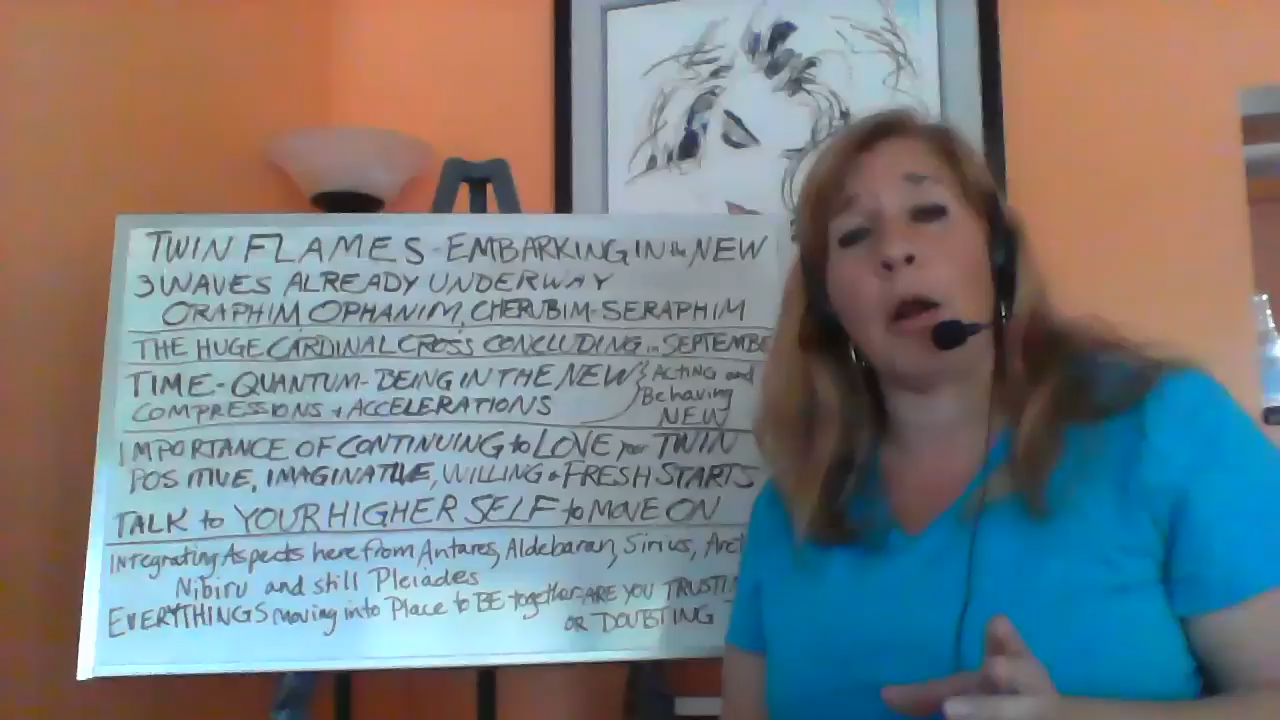 TWIN FLAMES - EMBARKING IN the NEW
3 WAVES ALREADY UNDERWAY
ORAPHIM, OPHANIM, CHERUBIM-SERAPHIM
THE HUGE CARDINAL CROSS CONCLUDING in SEPTEMBE
TIME - QUANTUM - BEING IN THE NEW } ACTING and
COMPRESSIONS + ACCELERATIONS Behaving
NEW
IMPORTANCE OF CONTINUING to LOVE your TWIN
POSITIVE, IMAGINATIVE, WILLING & FRESH STARTS
TALK to YOUR HIGHER SELF to MOVE ON
Integrating Aspects here from Antares, Aldebaran, Sirius,
Nibiru and still Pleiades
EVERYTHINGS moving into Place to BE together - ARE YOU TRUSTI
OR DOUBTING